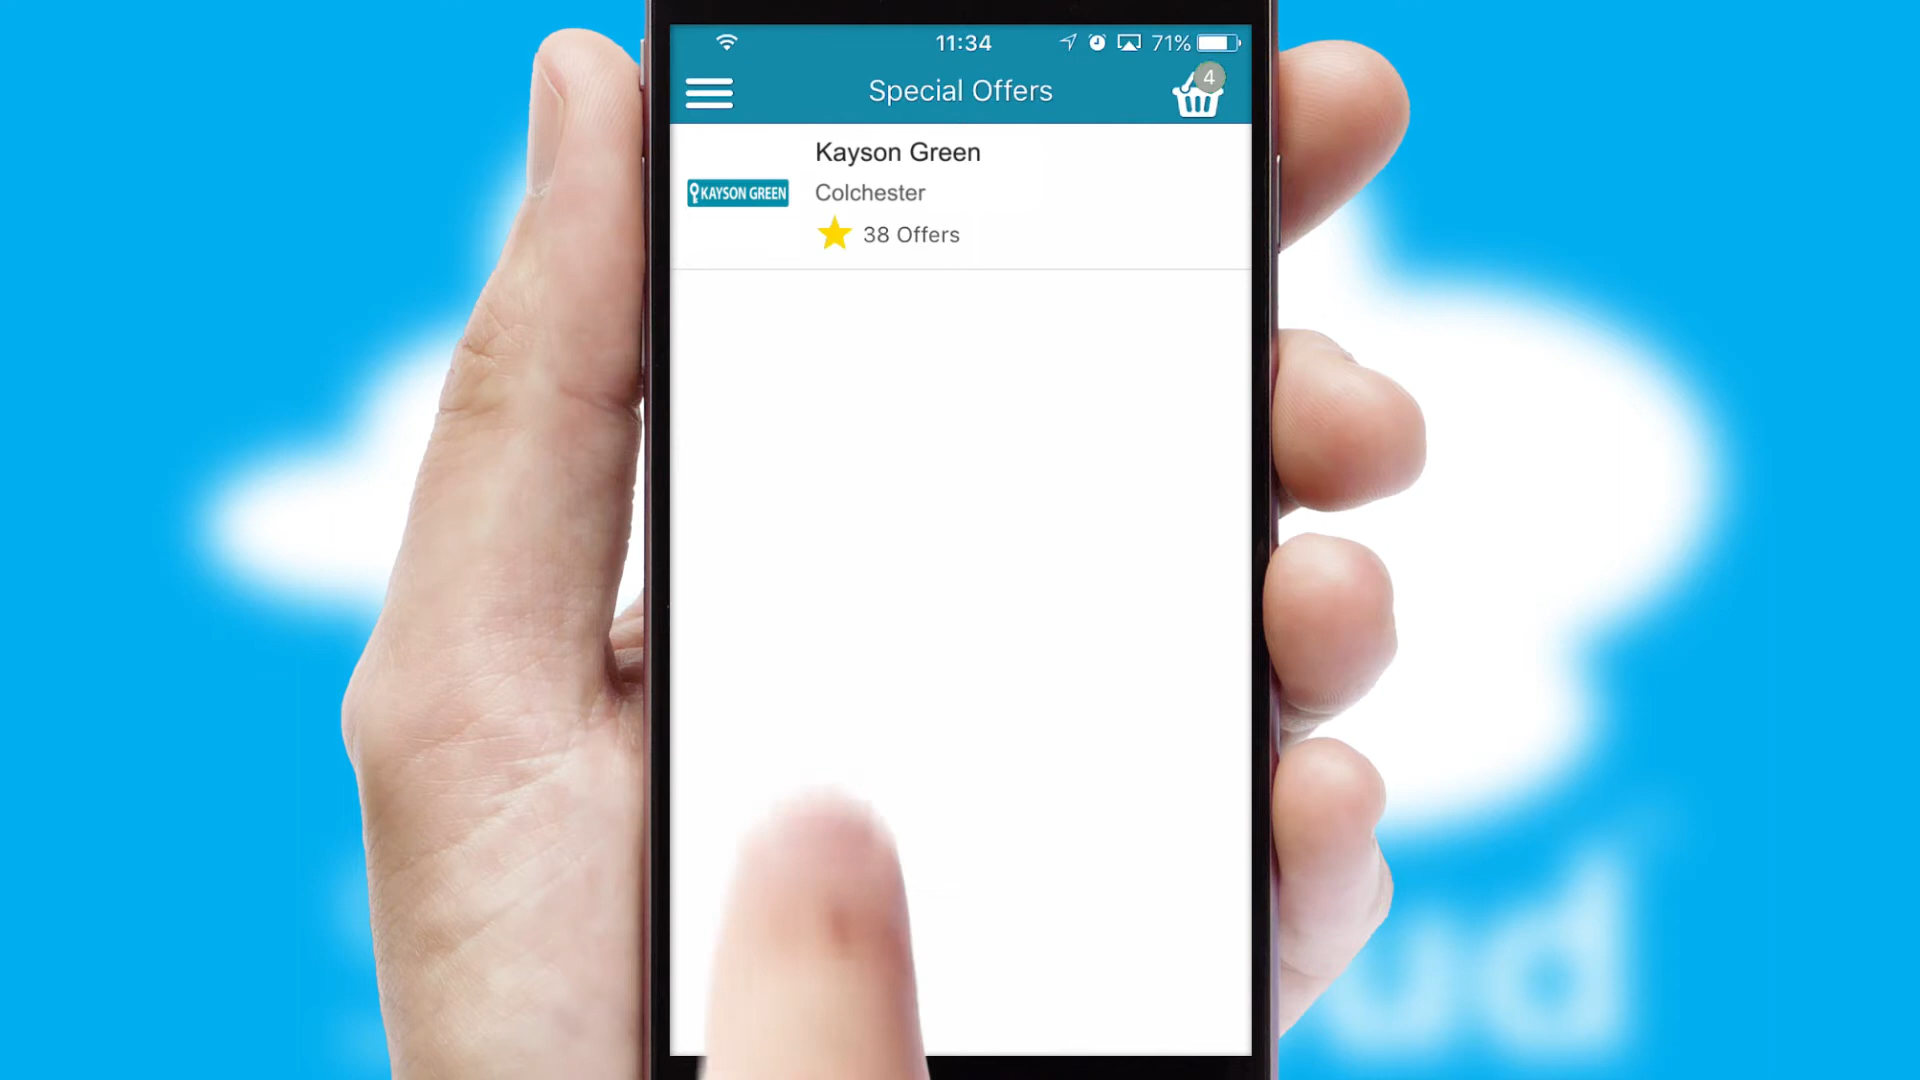 11:34
71%
Special Offers
4
Kayson Green
KAYSON GREEN
Colchester
38 Offers